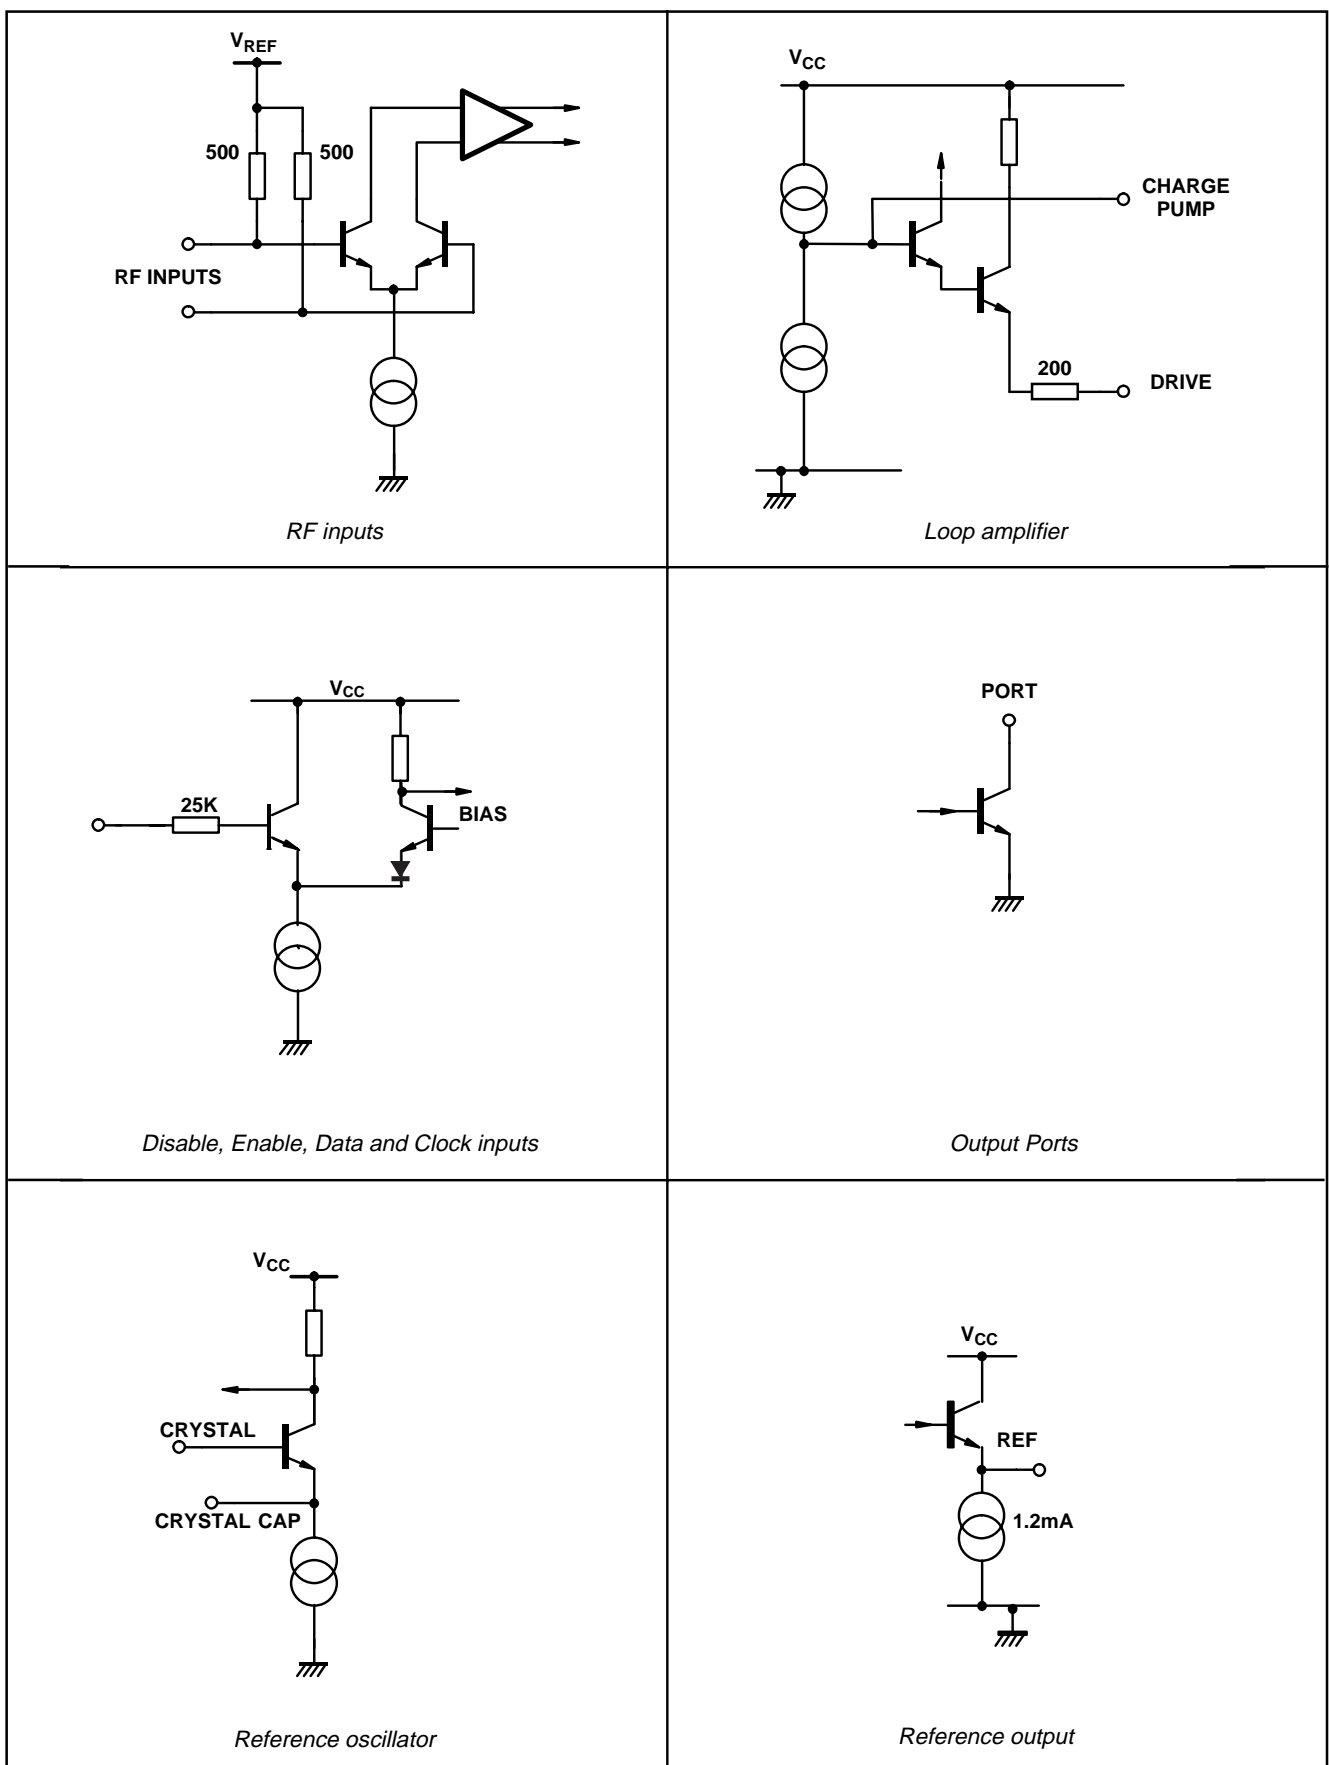 VREF
500
500
RF INPUTS
RF inputs
VCC
CHARGE
PUMP
200
DRIVE
Loop amplifier
VCC
25K
BIAS
Disable, Enable, Data and Clock inputs
PORT
Output Ports
VCC
CRYSTAL
CRYSTAL CAP
Reference oscillator
VCC
REF
1.2mA
Reference output